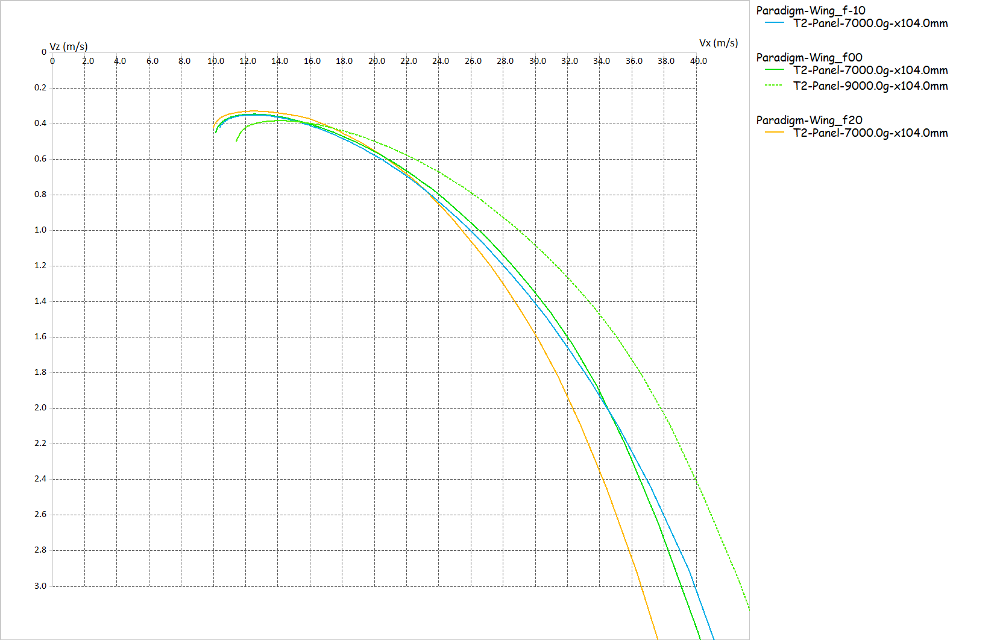 Vz (m/s)
Vx (m/s)
0
0 2.0 4.0 6.0 8.0 10.0 12.0 14.0 16.0 18.0 20.0 22.0 24.0 26.0 28.0 30.0 32.0 34.0 36.0 38.0 40.0
0.2
0.4
0.6
0.8
1.0
1.2
1.4
1.6
1.8
2.0
2.2
2.4
2.6
2.8
3.0
Paradigm-Wing_f-10
T2-Panel-7000.0g-x104.0mm
Paradigm-Wing_f00
T2-Panel-7000.0g-x104.0mm
T2-Panel-9000.0g-x104.0mm
Paradigm-Wing_f20
T2-Panel-7000.0g-x104.0mm